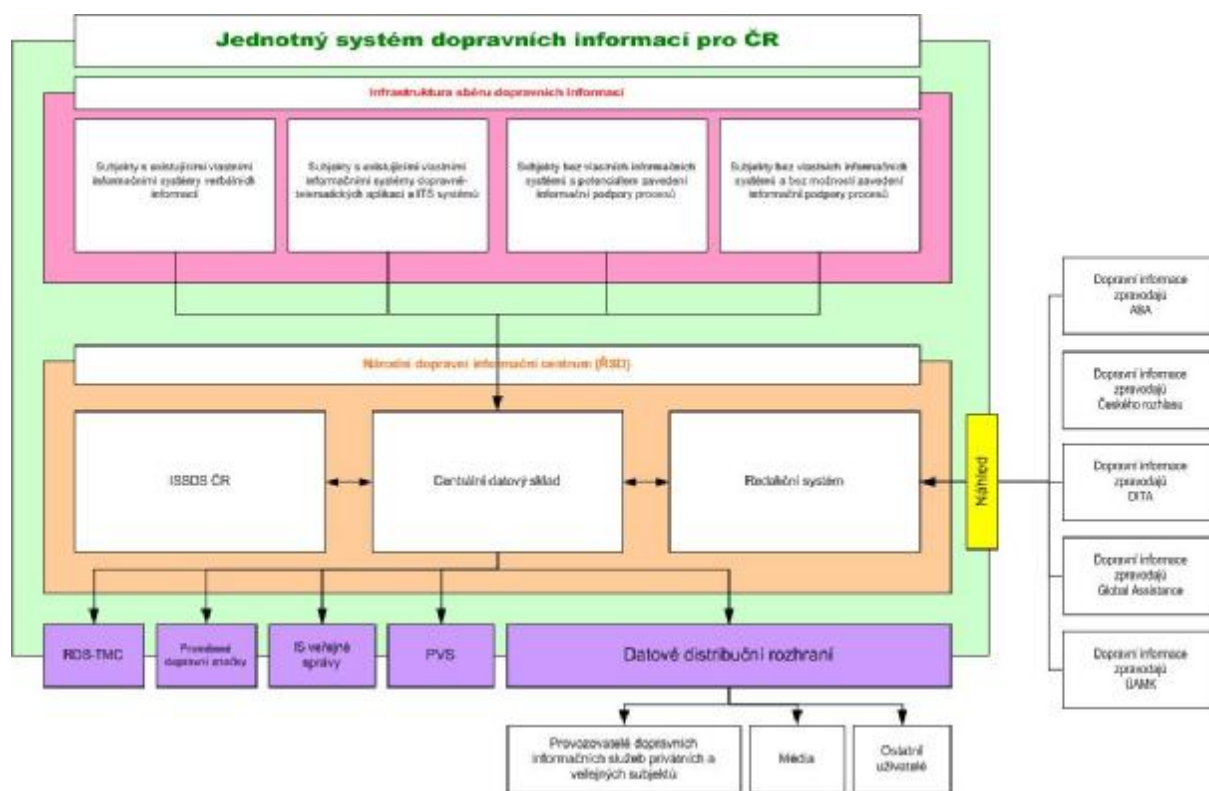 Jednotný systém dopravních informací pro ČR
Infrastruktura sběru dopravních informací
Subjekty s existujícími vlastními
informačními systémy verbálních
informací
Subjekty s existujícími vlastními
informačními systémy dopravně-
telematických aplikací a ITS systémů
Subjekty bez vlastních informačních
systémů s potenciálem zavedení
informační podpory procesů
Subjekty bez vlastních informačních
systémů a bez možností zavedení
informační podpory procesů
Národní dopravní informační centrum (ŘSD)
ISSDS ČR
Centrální datový sklad
Redakční systém
Náhled
Dopravní informace
zpravodajů
ABA
Dopravní informace
zpravodajů
Českého rozhlasu
Dopravní informace
zpravodajů
DITA
Dopravní informace
zpravodajů
Global Assistance
Dopravní informace
zpravodajů
ÚAMK
RDS-TMC
Proměnné
dopravní značky
IS veřejné
správy
PVS
Datové distribuční rozhraní
Provozovatelé dopravních
informačních služeb privátních a
veřejných subjektů
Média
Ostatní
uživatelé